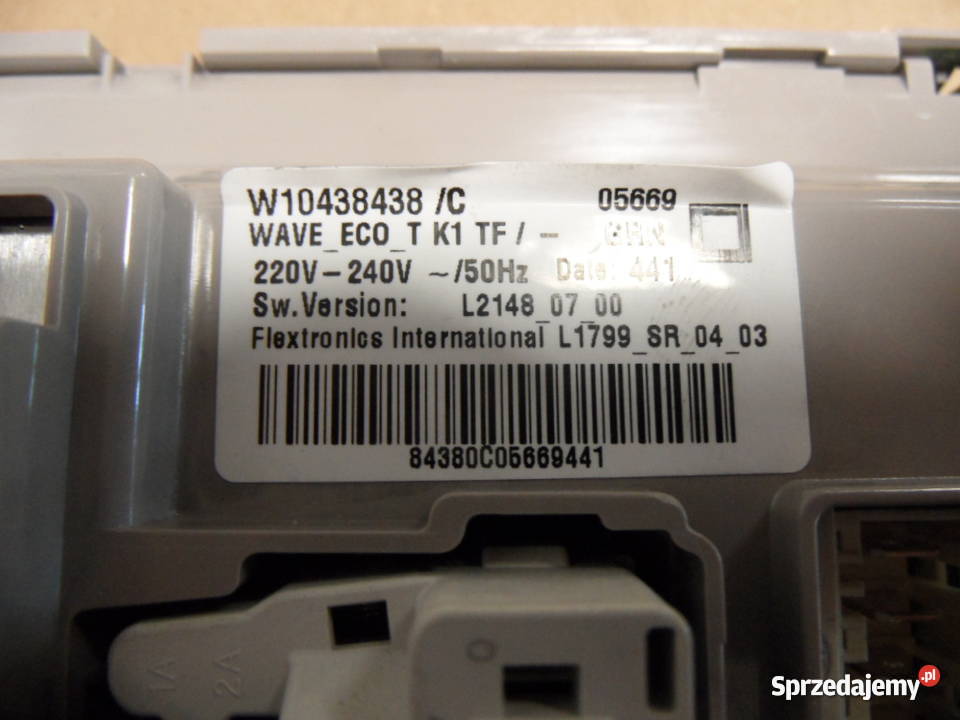 W10438438 /C 05669
WAVE_ECO_T K1 TF / -
220V-240V ~/50Hz Date: 441
Sw.Version: L2148_07_00
Flextronics International L1799_SR_04_03
84380C05669441
1A
2A
Sprzedajemy.pl